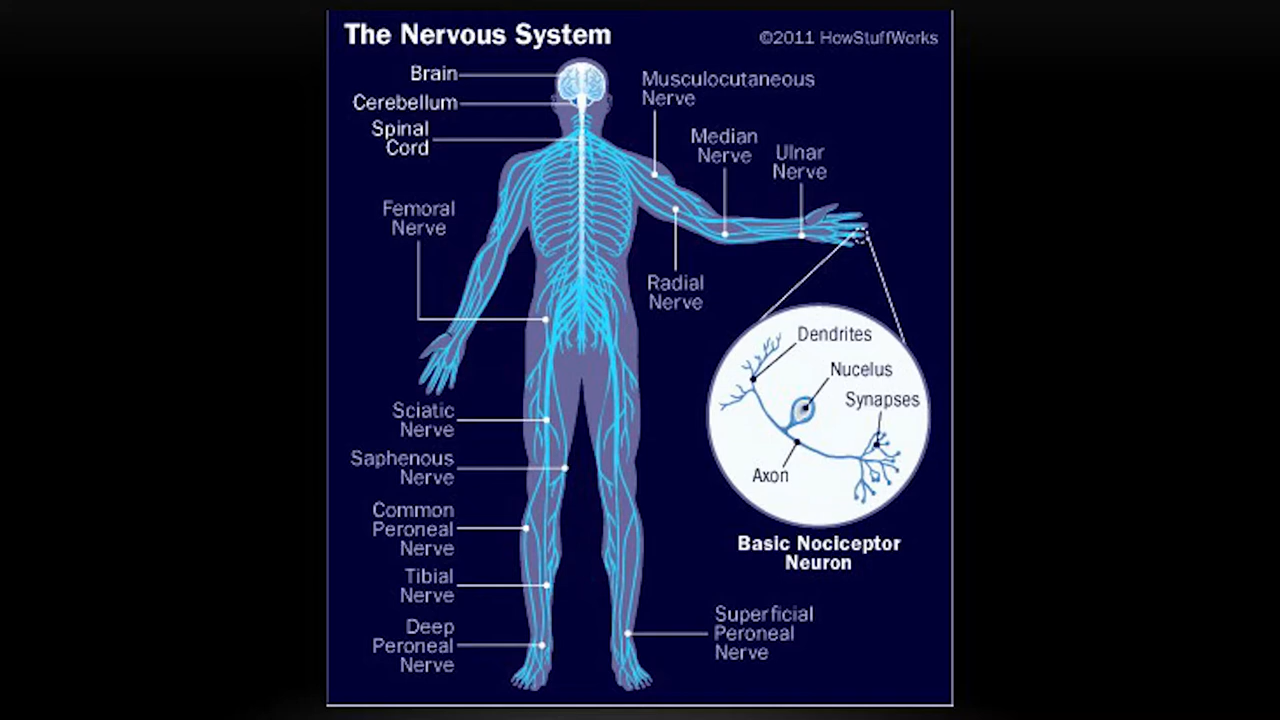 The Nervous System
©2011 HowStuffWorks
Brain
Cerebellum
Spinal
Cord
Femoral
Nerve
Sciatic
Nerve
Saphenous
Nerve
Common
Peroneal
Nerve
Tibial
Nerve
Deep
Peroneal
Nerve
Musculocutaneous
Nerve
Median
Nerve
Ulnar
Nerve
Radial
Nerve
Dendrites
Nucelus
Synapses
Axon
Basic Nociceptor
Neuron
Superficial
Peroneal
Nerve